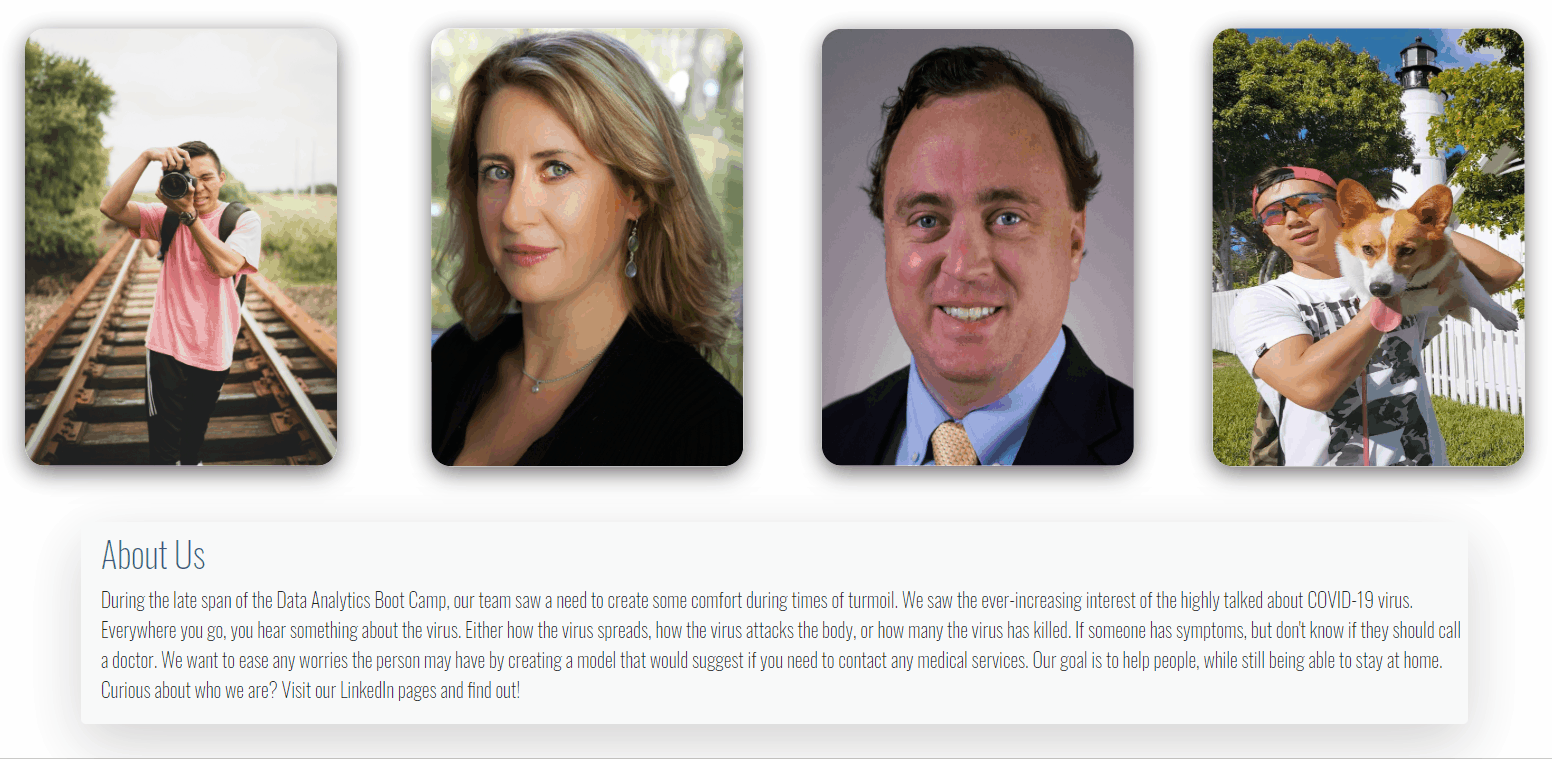 About Us
During the late span of the Data Analytics Boot Camp, our team saw a need to create some comfort during times of turmoil. We saw the ever-increasing interest of the highly talked about COVID-19 virus.
Everywhere you go, you hear something about the virus. Either how the virus spreads, how the virus attacks the body, or how many the virus has killed. If someone has symptoms, but don't know if they should call
a doctor. We want to ease any worries the person may have by creating a model that would suggest if you need to contact any medical services. Our goal is to help people, while still being able to stay at home.
Curious about who we are? Visit our LinkedIn pages and find out!